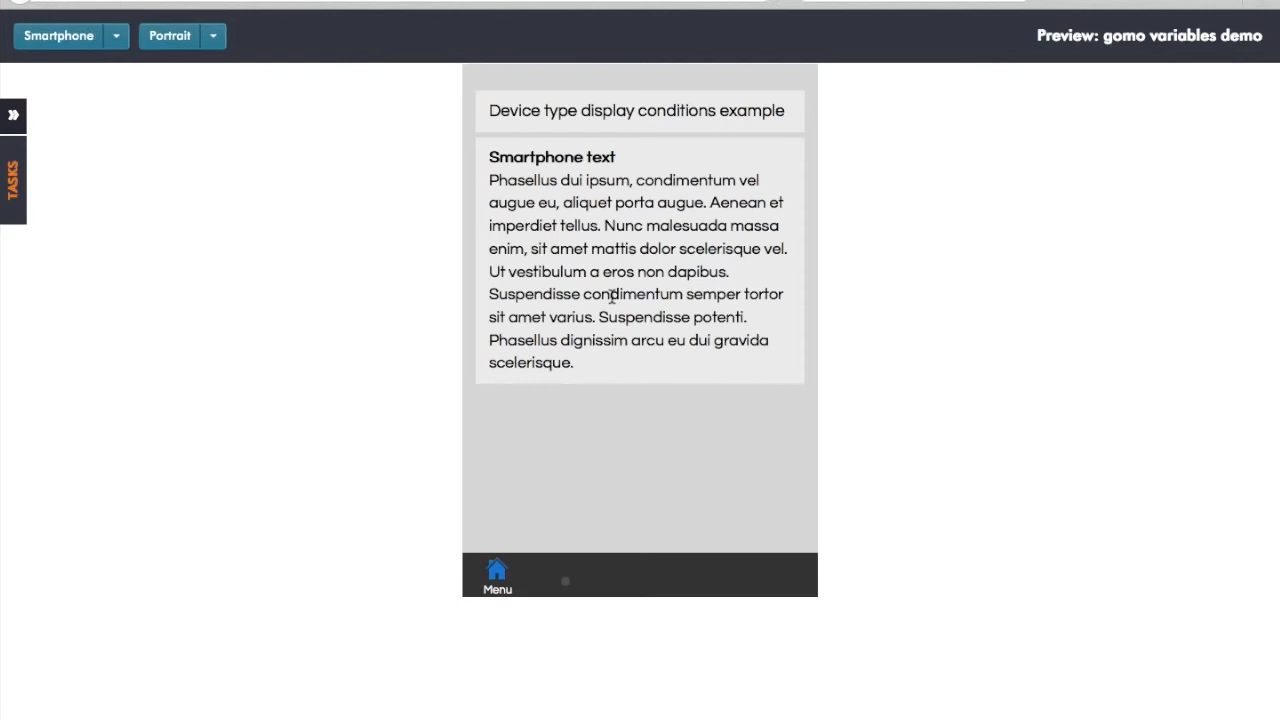 Smartphone
Portrait
Preview: gomo variables demo
TASKS
Device type display conditions example
Smartphone text
Phasellus dui ipsum, condimentum vel
augue eu, aliquet porta augue. Aenean et
imperdiet tellus. Nunc malesuada massa
enim, sit amet mattis dolor scelerisque vel.
Ut vestibulum a eros non dapibus.
Suspendisse condimentum semper tortor
sit amet varius. Suspendisse potenti.
Phasellus dignissim arcu eu dui gravida
scelerisque.
Menu